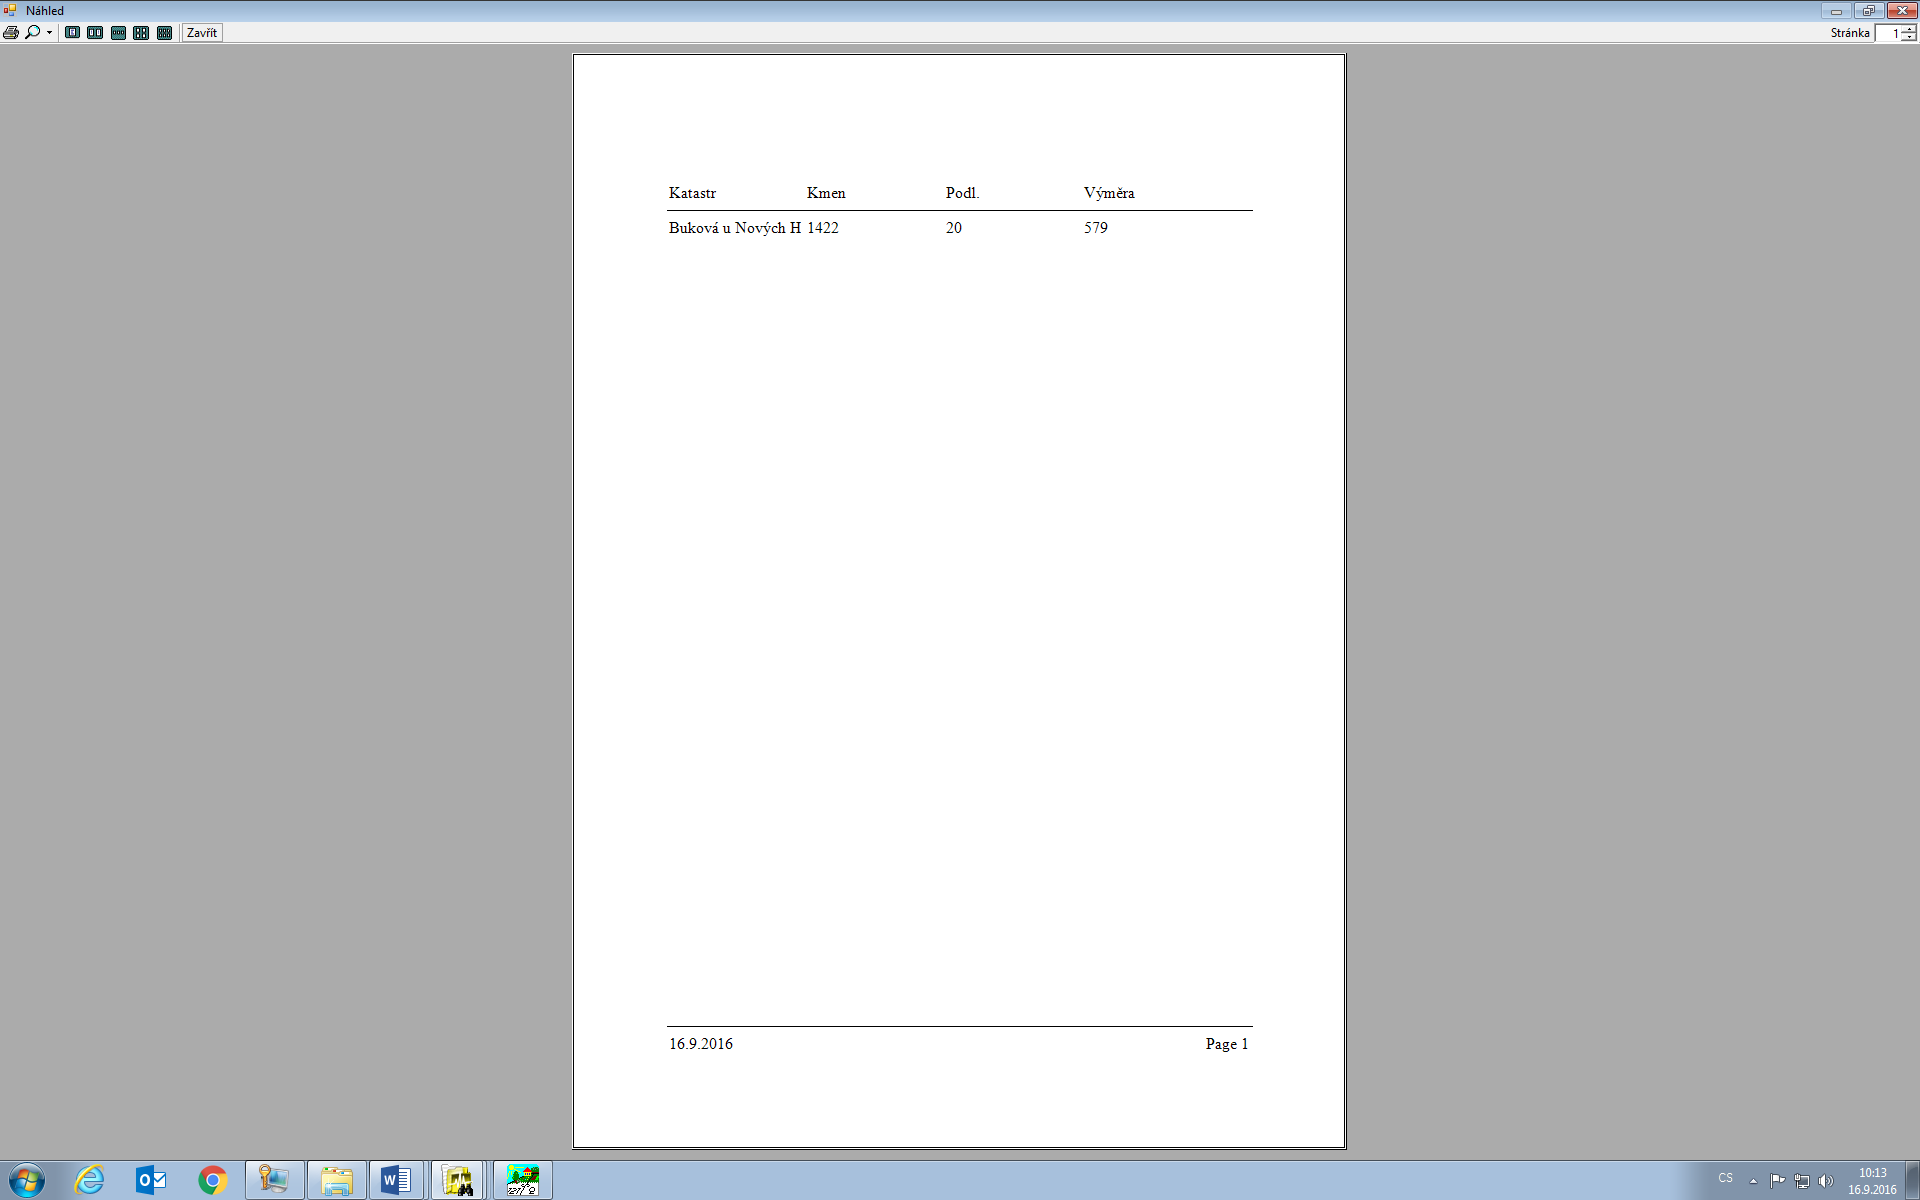 Náhled
Zavřít
Stránka 1
Katastr Kmen Podl. Výměra
Buková u Nových H 1422 20 579
16.9.2016 Page 1
CS
10:13
16.9.2016